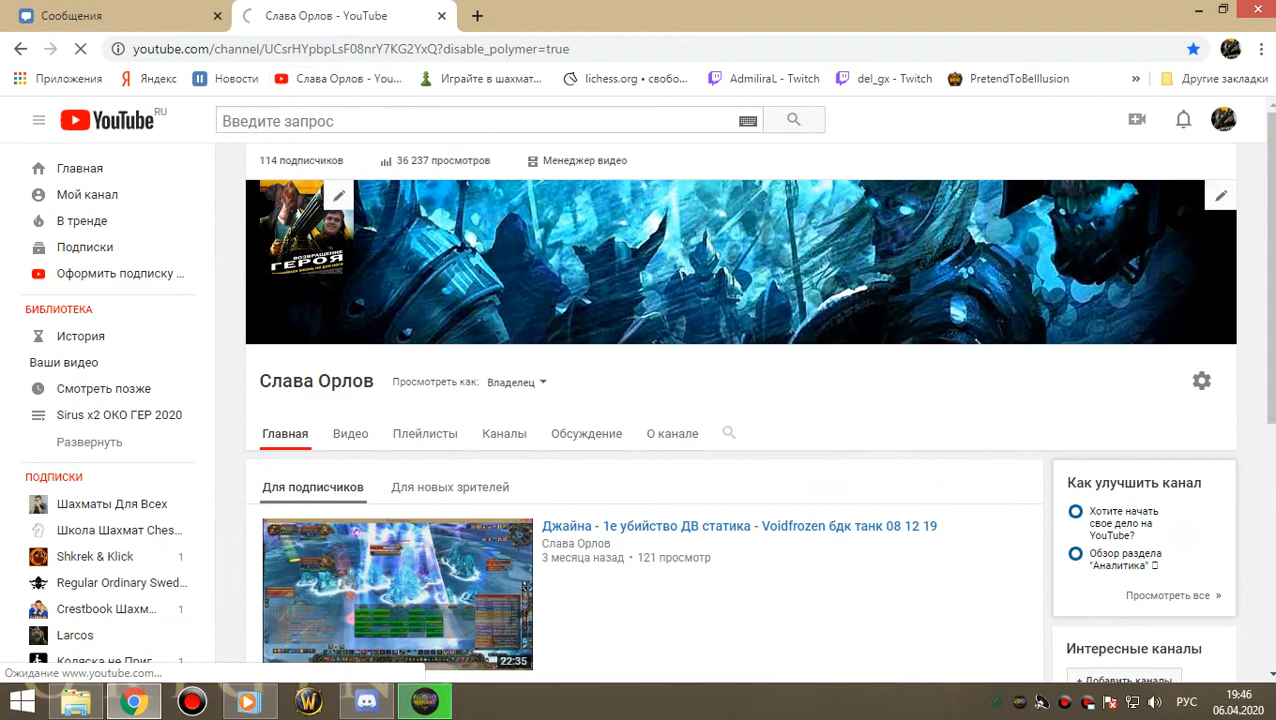 Сообщения
Слава Орлов - YouTube
youtube.com/channel/UCsrHYpbpLsF08nrY7KG2YxQ?disable_polymer=true
Приложения
Яндекс
Новости
Слава Орлов - You...
Играйте в шахмат...
lichess.org • свобо...
AdmiralL - Twitch
del_gx - Twitch
PretendToBeIllusion
»
Другие закладки
YouTube RU
Введите запрос
Главная
Мой канал
В тренде
Подписки
Оформить подписку ...
БИБЛИОТЕКА
История
Ваши видео
Смотреть позже
Sirus x2 ОКО ГЕР 2020
Развернуть
ПОДПИСКИ
Шахматы Для Всех
Школа Шахмат Ches...
Shkrek & Klick 1
Regular Ordinary Swed...
Crestbook Шахм... 1
Larcos
Коляска не Приг...
114 подписчиков
36 237 просмотров
Менеджер видео
ВОЗВРАЩЕНИЕ
ГЕРОЯ
Слава Орлов
Просмотреть как: Владелец
Главная
Видео
Плейлисты
Каналы
Обсуждение
О канале
Для подписчиков
Для новых зрителей
Джайна - 1е убийство ДВ статика - Voidfrozen бдк танк 08 12 19
Слава Орлов
3 месяца назад • 121 просмотр
22:35
Как улучшить канал
Хотите начать
свое дело на
YouTube?
Обзор раздела
"Аналитика"
Просмотреть все »
Интересные каналы
+ Добавить каналы
Ожидание www.youtube.com...
РУС
19:46
06.04.2020